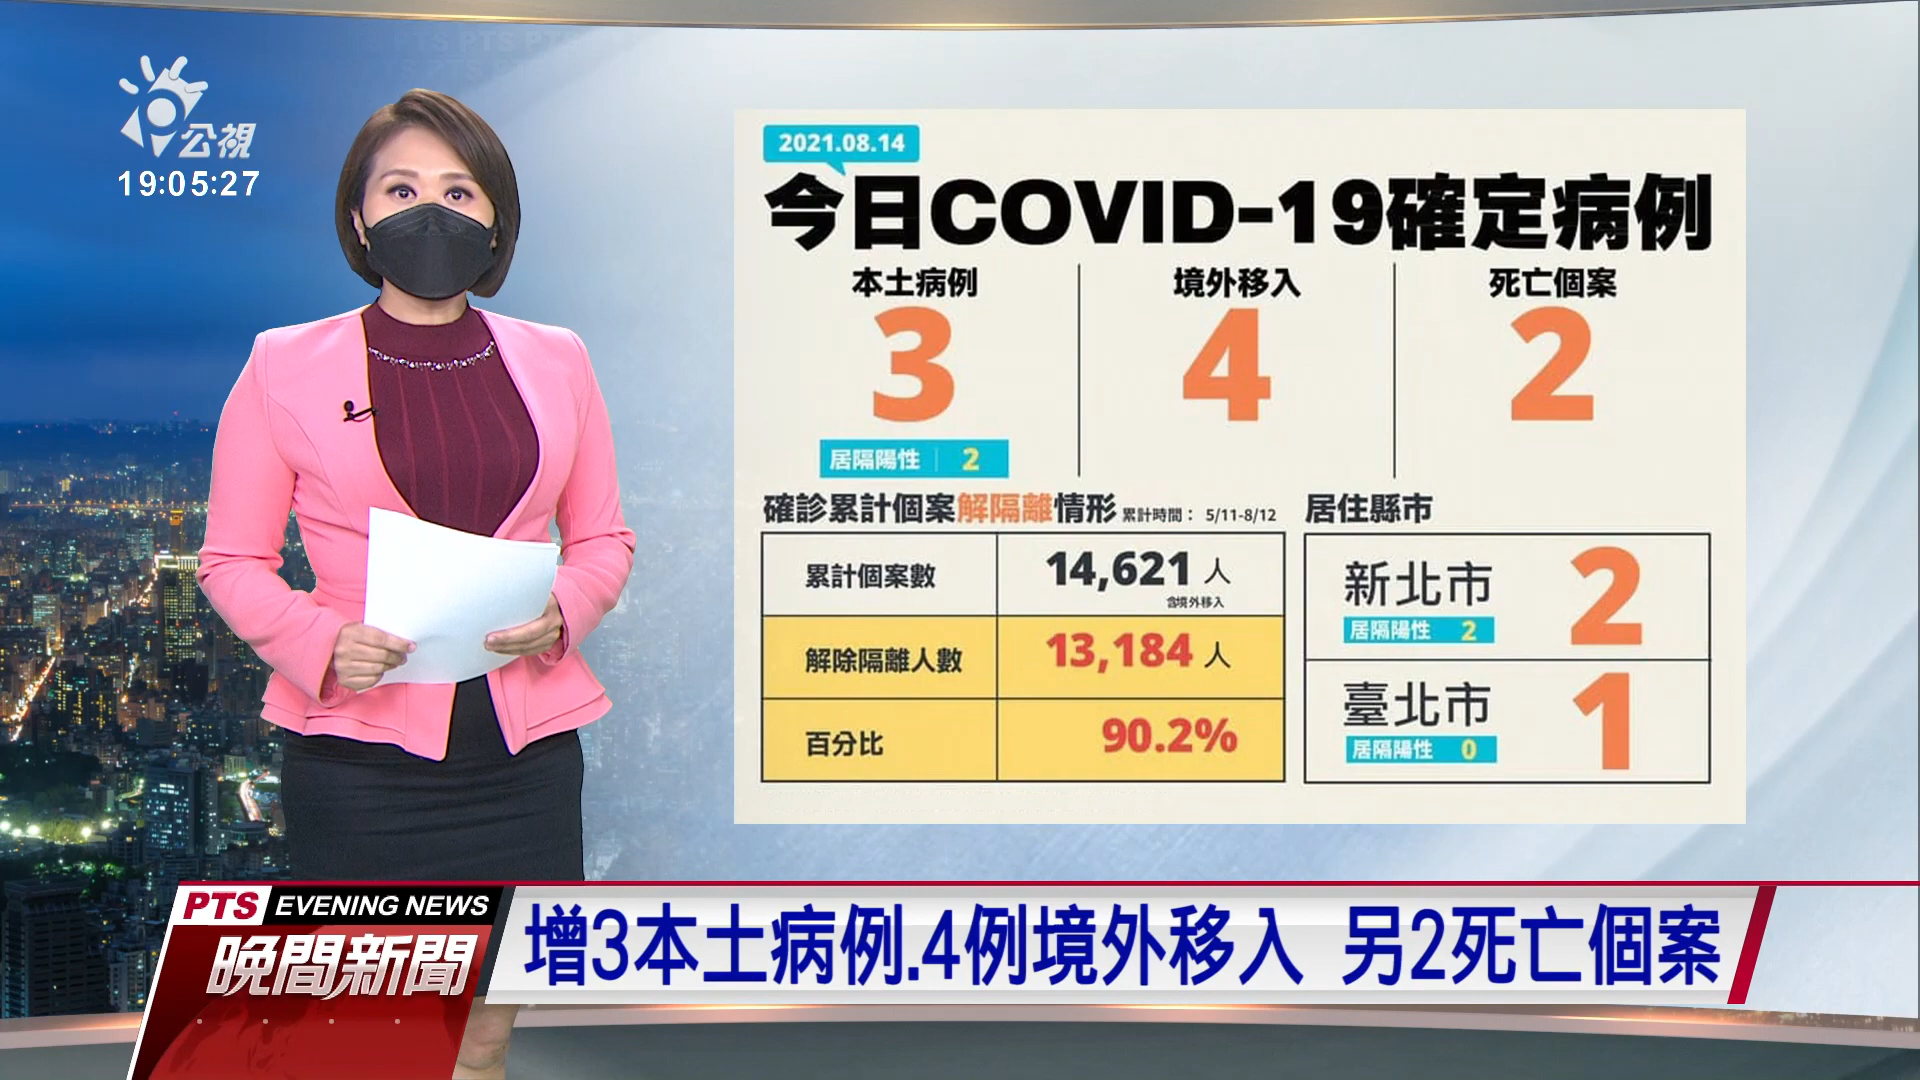 公視
19:05:27
2021.08.14
今日COVID-19確定病例
本土病例
3
居隔陽性 2
境外移入
4
死亡個案
2
確診累計個案解隔離情形 累計時間： 5/11-8/12
累計個案數 14,621 人
含境外移入
解除隔離人數 13,184 人
百分比 90.2%
居住縣市
新北市 2
居隔陽性 2
臺北市 1
居隔陽性 0
PTS EVENING NEWS
晚間新聞
增3本土病例.4例境外移入 另2死亡個案